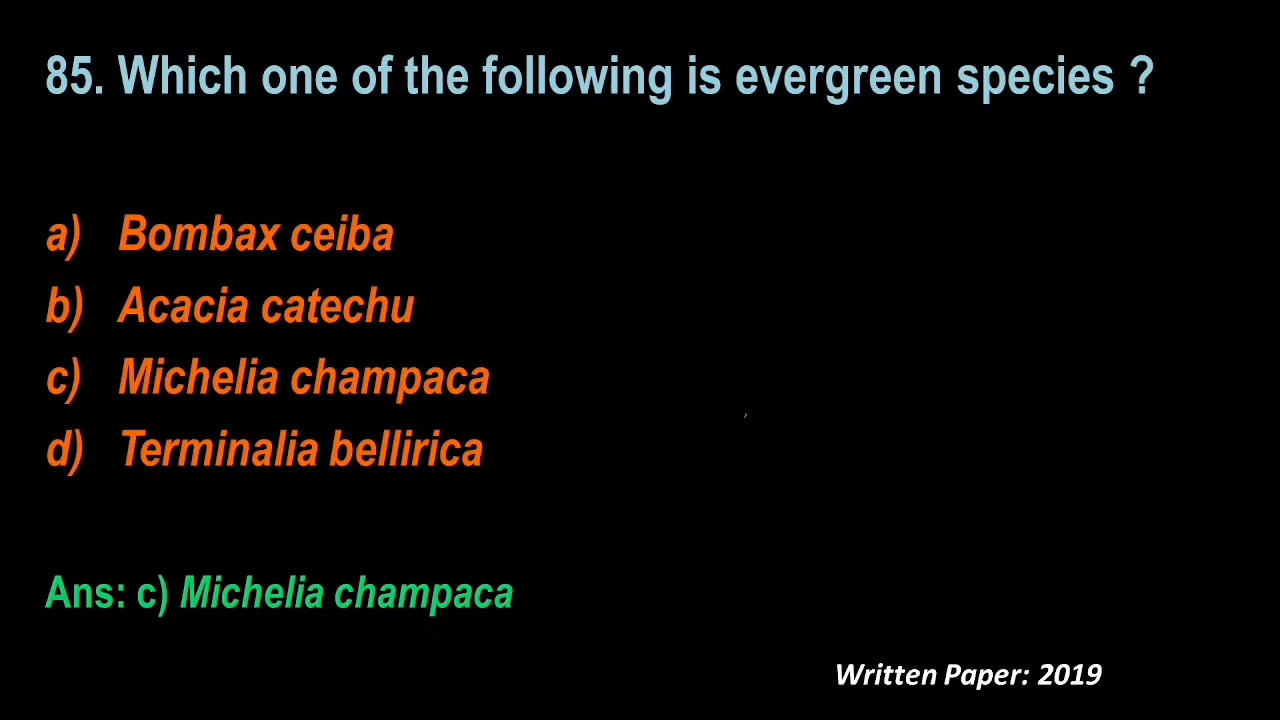 85. Which one of the following is evergreen species ?
a) Bombax ceiba
b) Acacia catechu
c) Michelia champaca
d) Terminalia bellirica
Ans: c) Michelia champaca
Written Paper: 2019